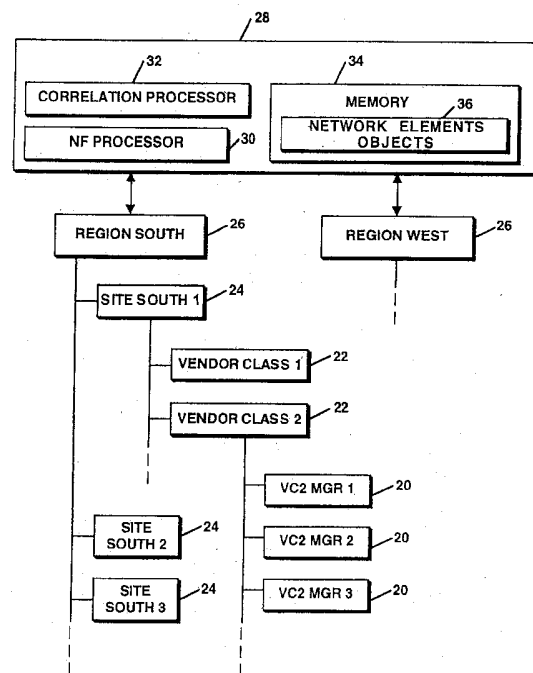 28
32
34
CORRELATION PROCESSOR
MEMORY
36
NETWORK ELEMENTS
OBJECTS
NF PROCESSOR
30
REGION SOUTH
26
REGION WEST
26
SITE SOUTH 1
24
VENDOR CLASS 1
22
VENDOR CLASS 2
22
VC2 MGR 1
20
SITE
SOUTH 2
24
VC2 MGR 2
20
SITE
SOUTH 3
24
VC2 MGR 3
20